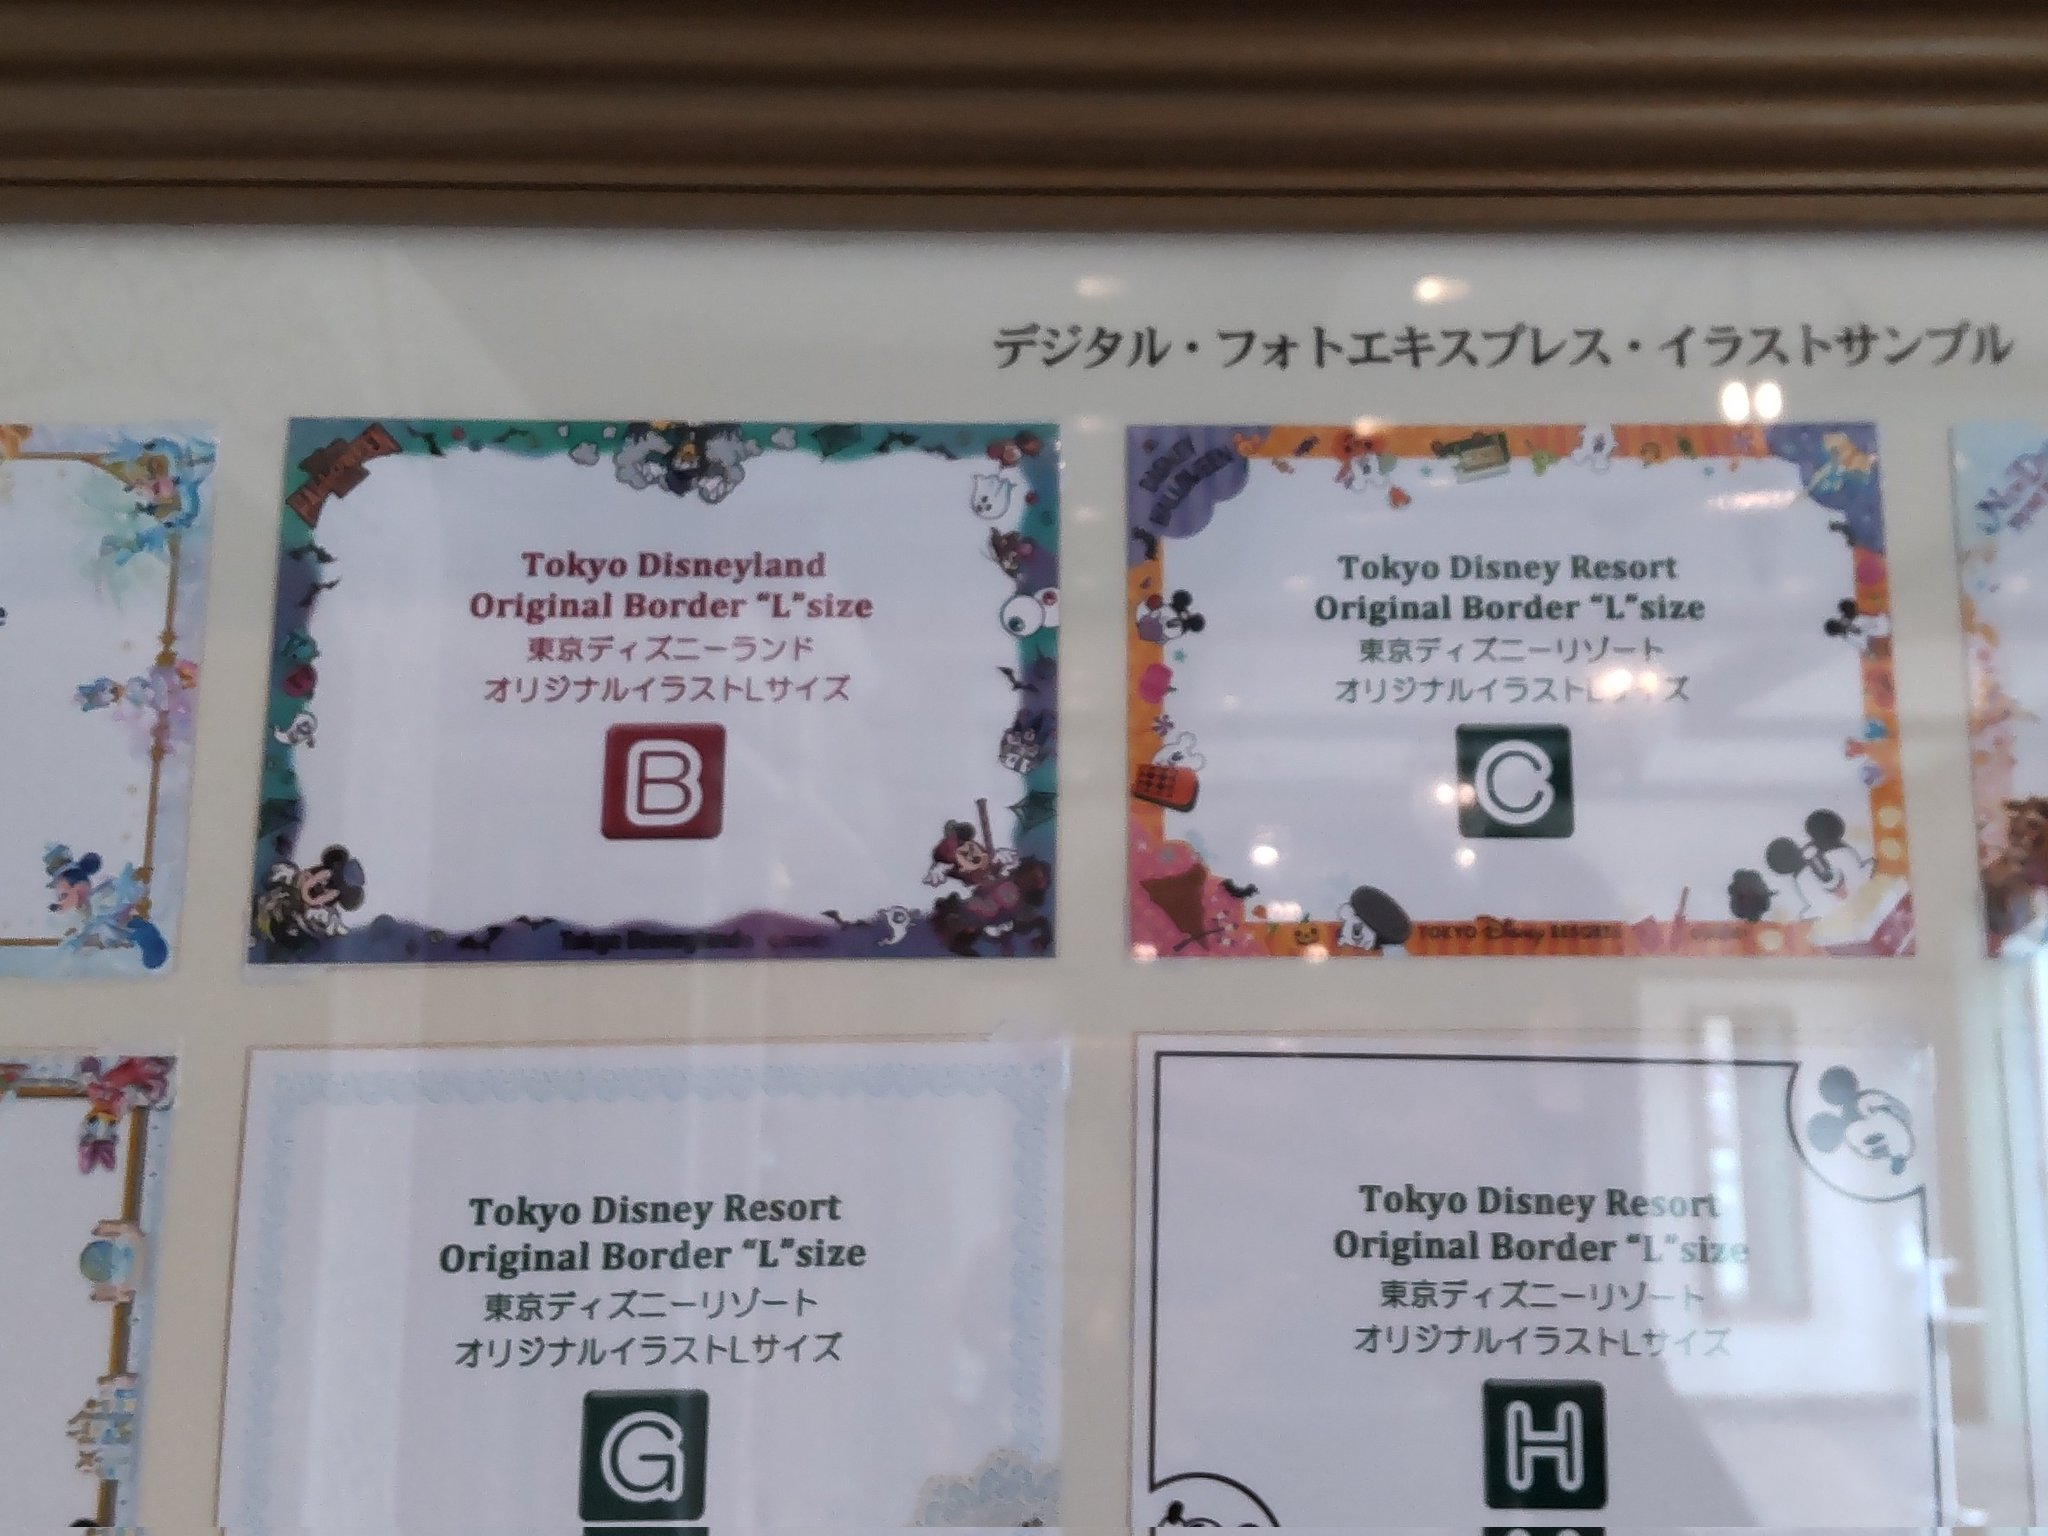 デジタル・フォトエキスプレス・イラストサンプル
Tokyo Disneyland
Original Border “L”size
東京ディズニーランド
オリジナルイラストLサイズ
B
Tokyo Disney Resort
Original Border “L”size
東京ディズニーリゾート
オリジナルイラストLサイズ
C
TOKYO Disney RESORT
Tokyo Disney Resort
Original Border “L”size
東京ディズニーリゾート
オリジナルイラストLサイズ
G
Tokyo Disney Resort
Original Border “L”size
東京ディズニーリゾート
オリジナルイラストLサイズ
H